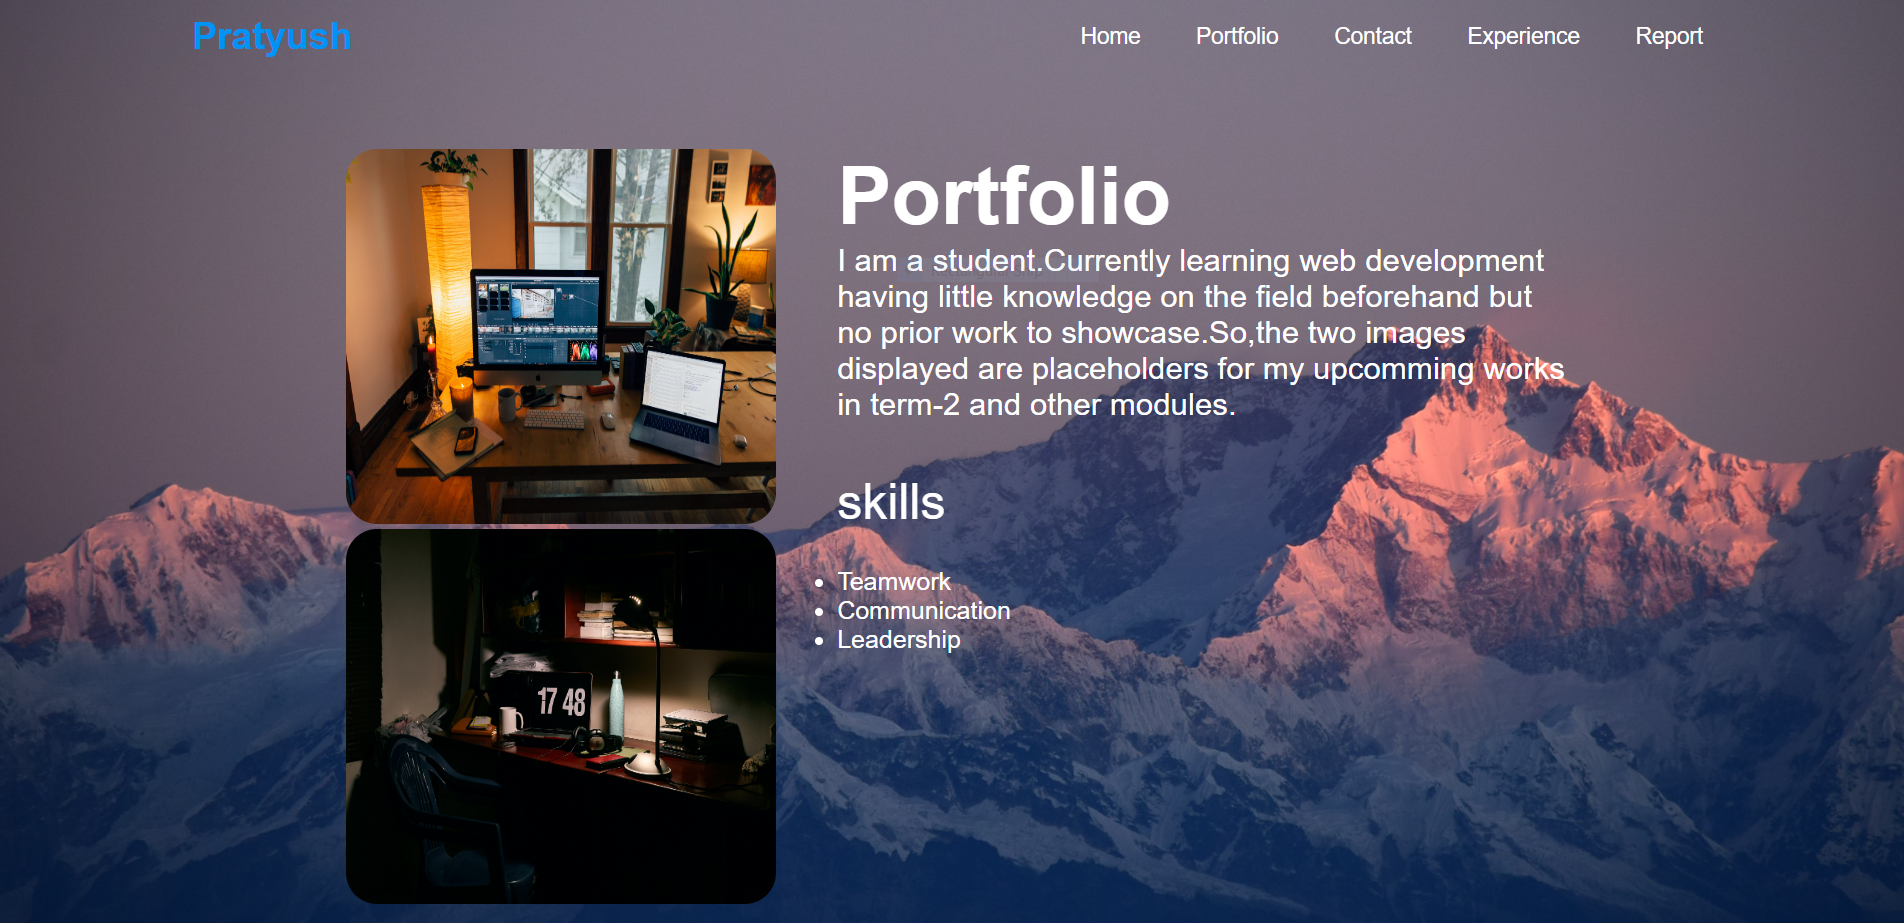 Pratyush
Home Portfolio Contact Experience Report
Portfolio
I am a student.Currently learning web development
having little knowledge on the field beforehand but
no prior work to showcase.So,the two images
displayed are placeholders for my upcomming works
in term-2 and other modules.
skills
Teamwork
Communication
Leadership
17 48